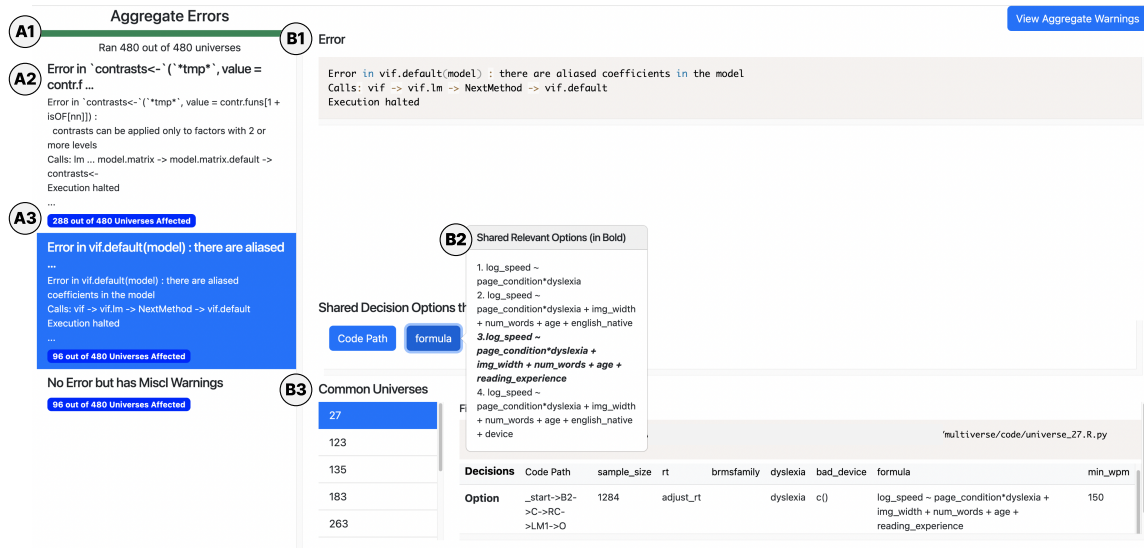 Aggregate Errors
A1
Ran 480 out of 480 universes
A2
Error in `contrasts<-`(`*tmp*`, value =
contr.f ...
Error in `contrasts<-`(`*tmp*`, value = contr.funs[1 +
isOF[nn]]) :
contrasts can be applied only to factors with 2 or
more levels
Calls: lm ... model.matrix -> model.matrix.default ->
contrasts<-
Execution halted
...
288 out of 480 Universes Affected
A3
Error in vif.default(model) : there are aliased
...
Error in vif.default(model) : there are aliased
coefficients in the model
Calls: vif -> vif.lm -> NextMethod -> vif.default
Execution halted
...
96 out of 480 Universes Affected
No Error but has Miscl Warnings
96 out of 480 Universes Affected
View Aggregate Warnings
B1
Error
Error in vif.default(model) : there are aliased coefficients in the model
Calls: vif -> vif.lm -> NextMethod -> vif.default
Execution halted
B2
Shared Relevant Options (in Bold)
1. log_speed ~
page_condition*dyslexia
2. log_speed ~
page_condition*dyslexia + img_width
+ num_words + age + english_native
3.log_speed ~
page_condition*dyslexia +
img_width + num_words + age +
reading_experience
4. log_speed ~
page_condition*dyslexia + img_width
+ num_words + age + english_native
+ device
Shared Decision Options
Code Path
formula
B3
Common Universes
27
123
135
183
263
'multiverse/code/universe_27.R.py
Decisions Code Path sample_size rt brmsfamily dyslexia bad_device formula min_wpm
Option _start->B2- 1284 adjust_rt dyslexia c() log_speed ~ page_condition*dyslexia + 150
>C->RC- img_width + num_words + age +
>LM1->O reading_experience